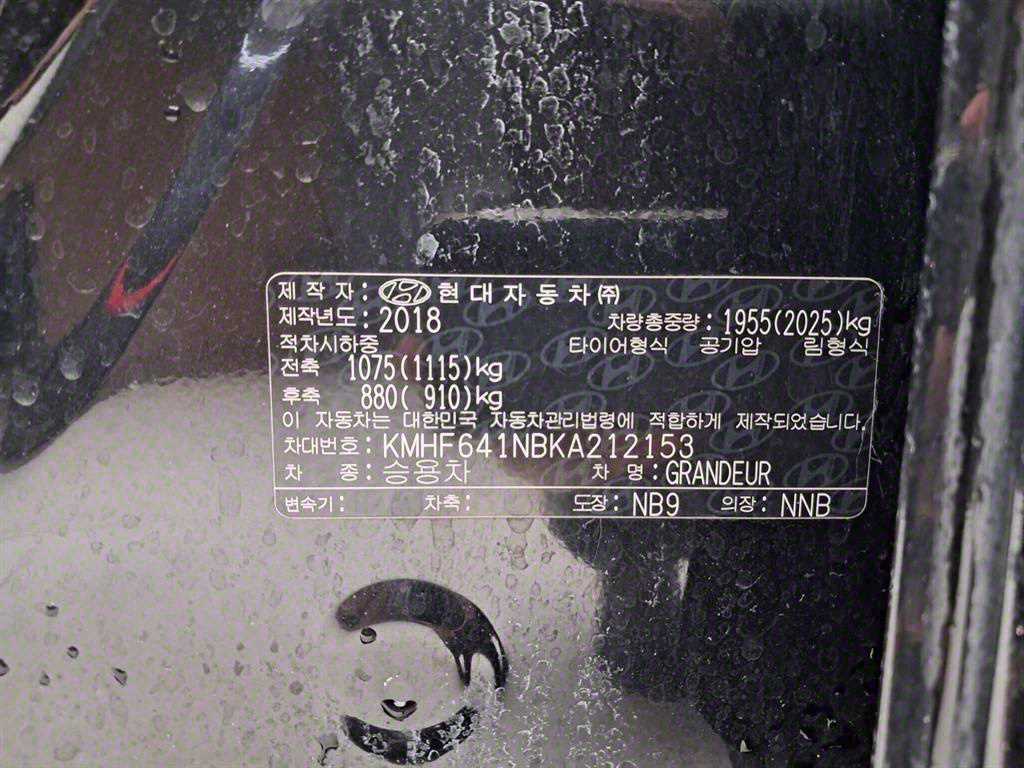 제 작 자 : 현 대 자 동 차 ㈜
제작년도 : 2018 차량총중량 : 1955(2025)kg
적차시하중 타이어형식 공기압 림형식
전축 1075(1115)kg
후축 880( 910)kg
이 자동차는 대한민국 자동차관리법령에 적합하게 제작되었습니다.
차대번호 : KMHF641NBKA212153
차 종 : 승용차 차 명 : GRANDEUR
변속기 : 차축 : 도장 : NB9 의장 : NNB